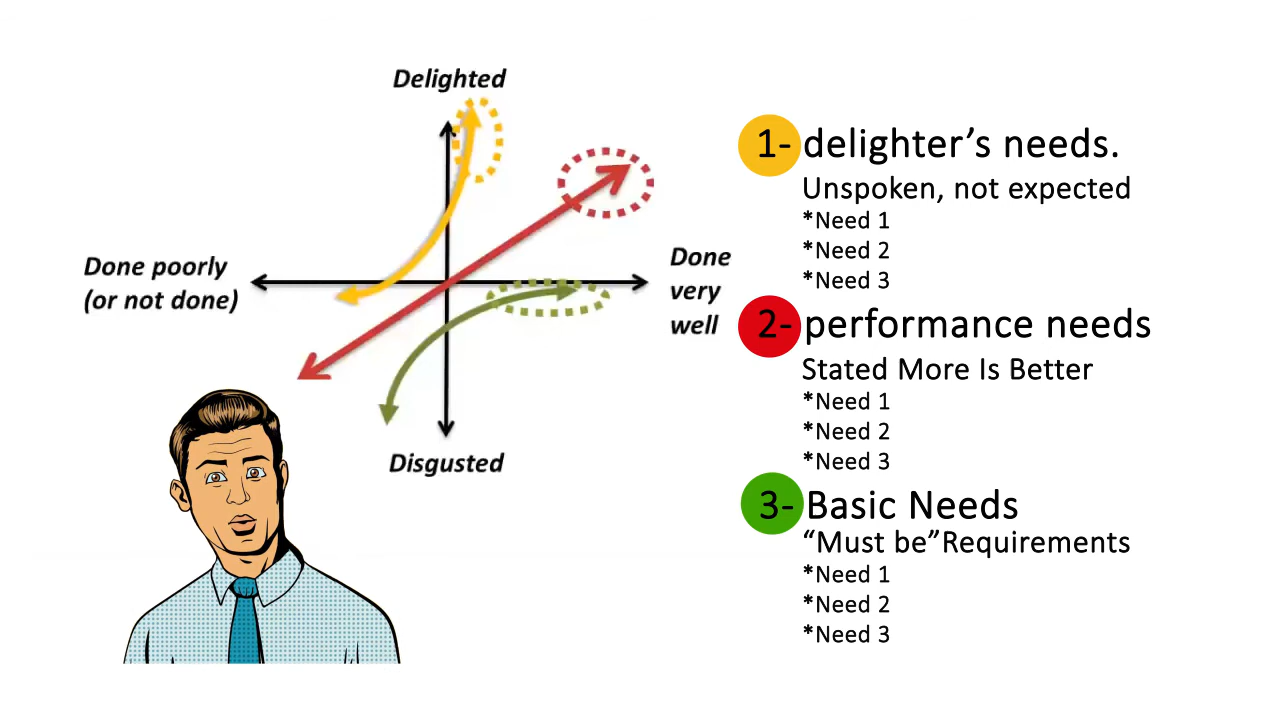 Delighted
Done poorly
(or not done)
Done
very
well
Disgusted
1- delighter’s needs.
Unspoken, not expected
*Need 1
*Need 2
*Need 3
2- performance needs
Stated More Is Better
*Need 1
*Need 2
*Need 3
3- Basic Needs
“Must be”Requirements
*Need 1
*Need 2
*Need 3